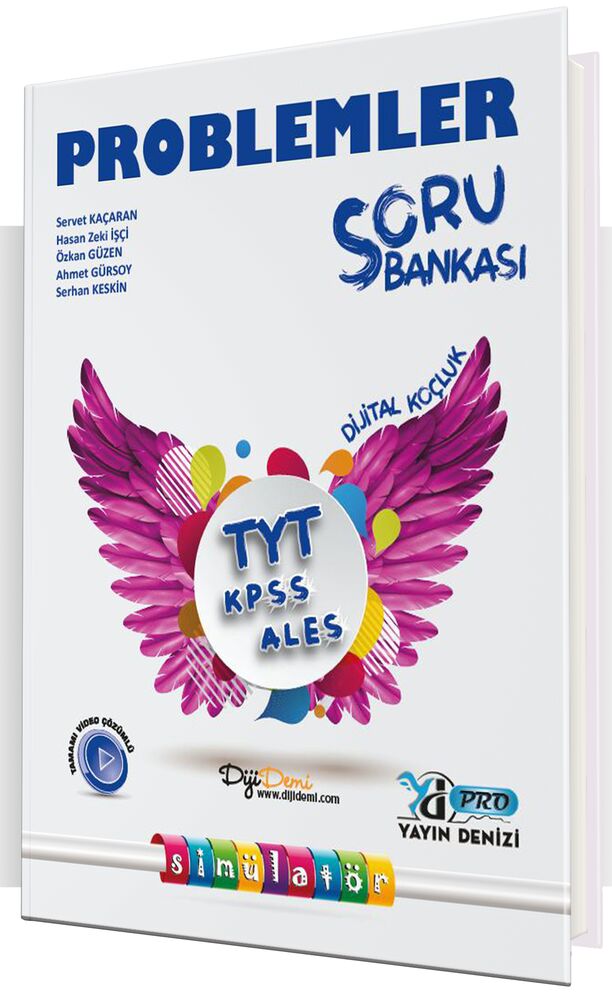 PROBLEMLER
Servet KAÇARAN
Hasan Zeki İŞÇİ
Özkan GÜZEN
Ahmet GÜRSOY
Serhan KESKİN
SORU
BANKASI
DİJİTAL KOÇLUK
TYT
KPSS
ALES
TAMAMI VİDEO ÇÖZÜMLÜ
DijiDemi
www.dijidemi.com
yd PRO
YAYIN DENİZİ
simülatör